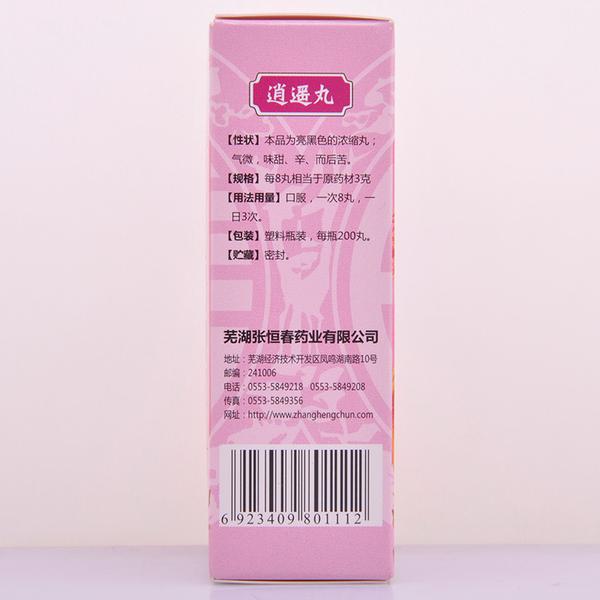 逍遥丸
【性状】本品为亮黑色的浓缩丸；
气微，味甜、辛、而后苦。
【规格】每8丸相当于原药材3克
【用法用量】口服，一次8丸，一
日3次。
【包装】塑料瓶装，每瓶200丸。
【贮藏】密封。
芜湖张恒春药业有限公司
地址：芜湖经济技术开发区凤鸣湖南路10号
邮编：241006
电话：0553-5849218 0553-5849208
传真：0553-5849356
网址：http://www.zhanghengchun.com
6 923409 801112